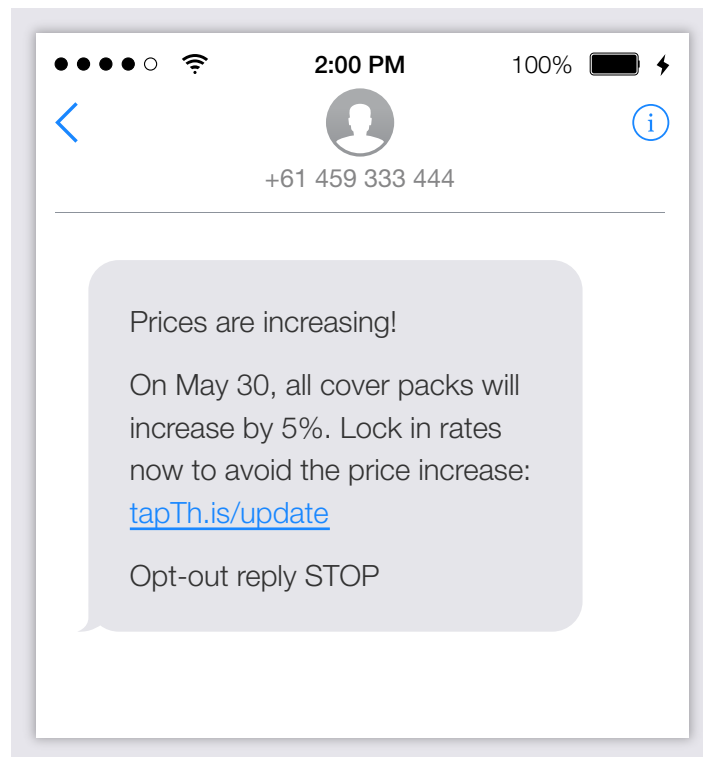 2:00 PM 100%
i
+61 459 333 444
Prices are increasing!
On May 30, all cover packs will
increase by 5%. Lock in rates
now to avoid the price increase:
tapTh.is/update
Opt-out reply STOP